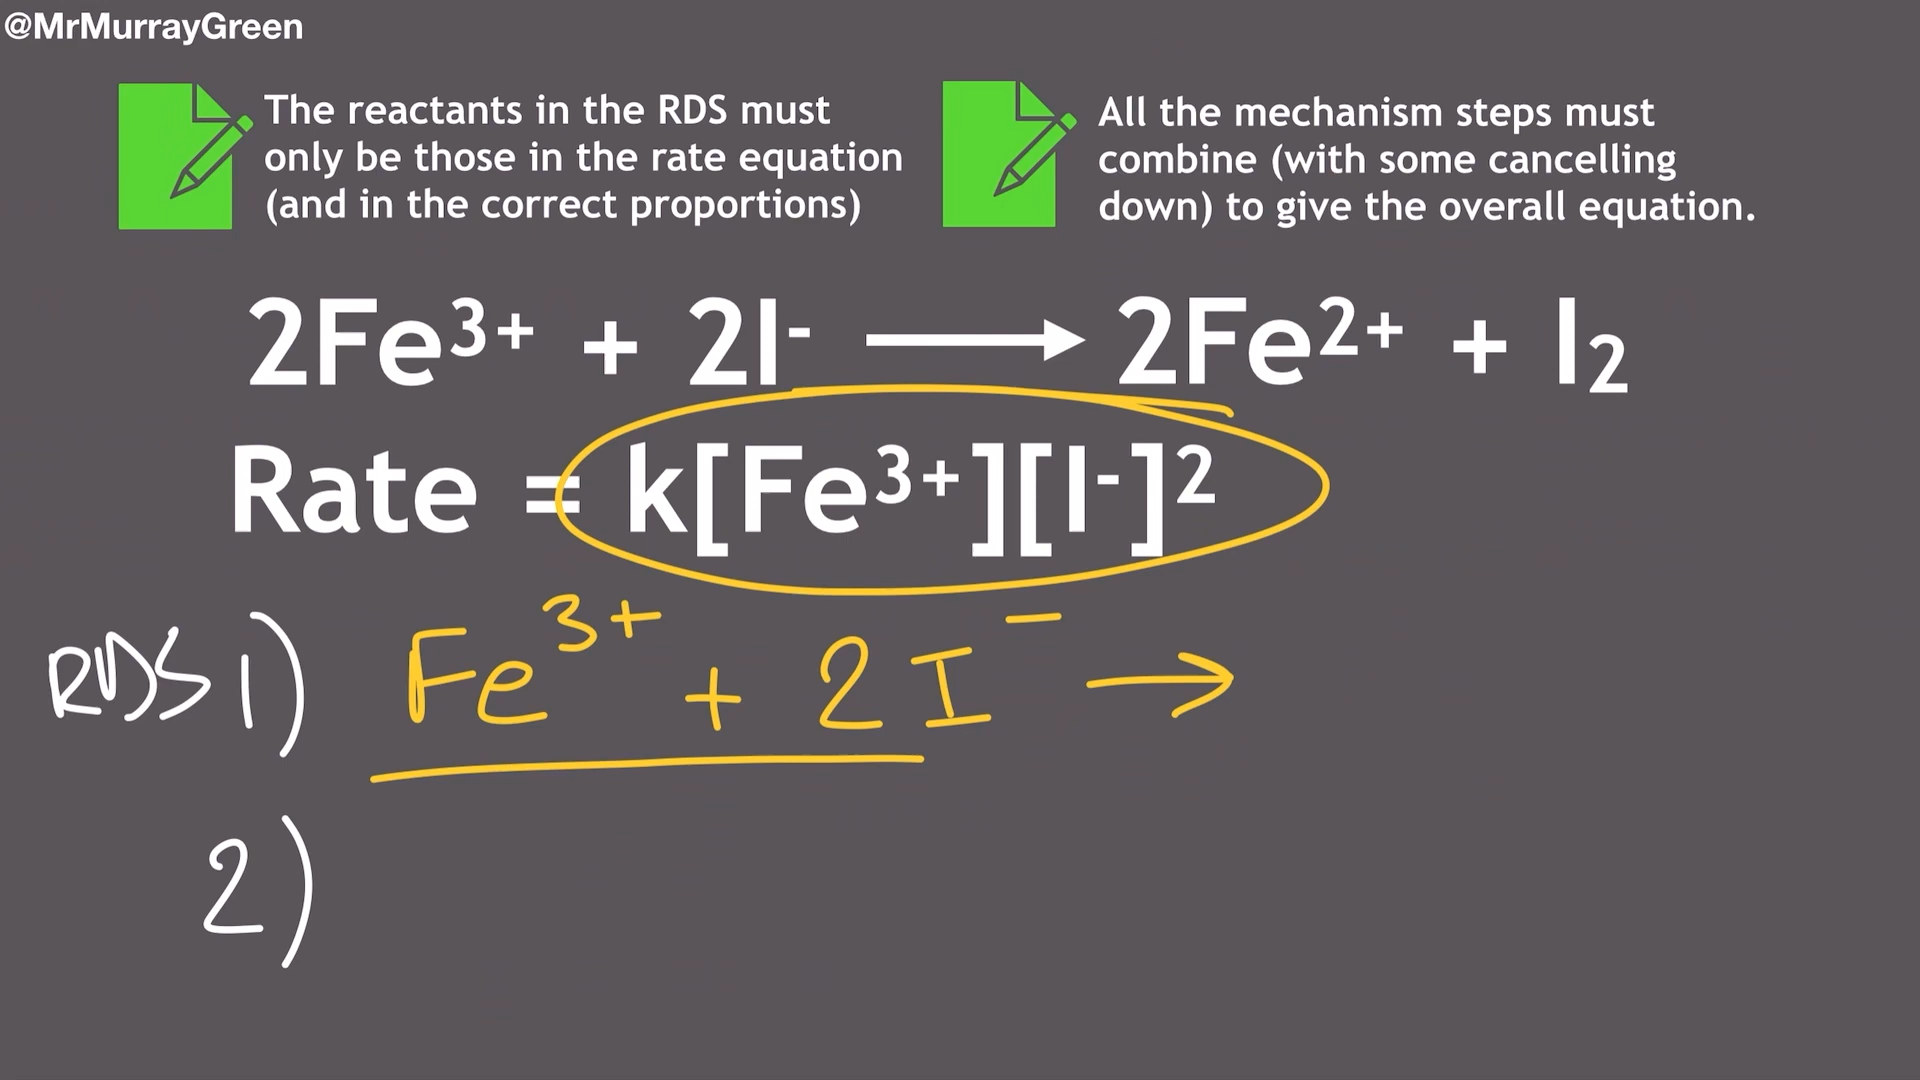 @MrMurrayGreen
The reactants in the RDS must
only be those in the rate equation
(and in the correct proportions)
All the mechanism steps must
combine (with some cancelling
down) to give the overall equation.
2Fe³⁺ + 2I⁻ ⟶ 2Fe²⁺ + I₂
Rate = k[Fe³⁺][I⁻]²
RDS 1) Fe³⁺ + 2I⁻ →
2)